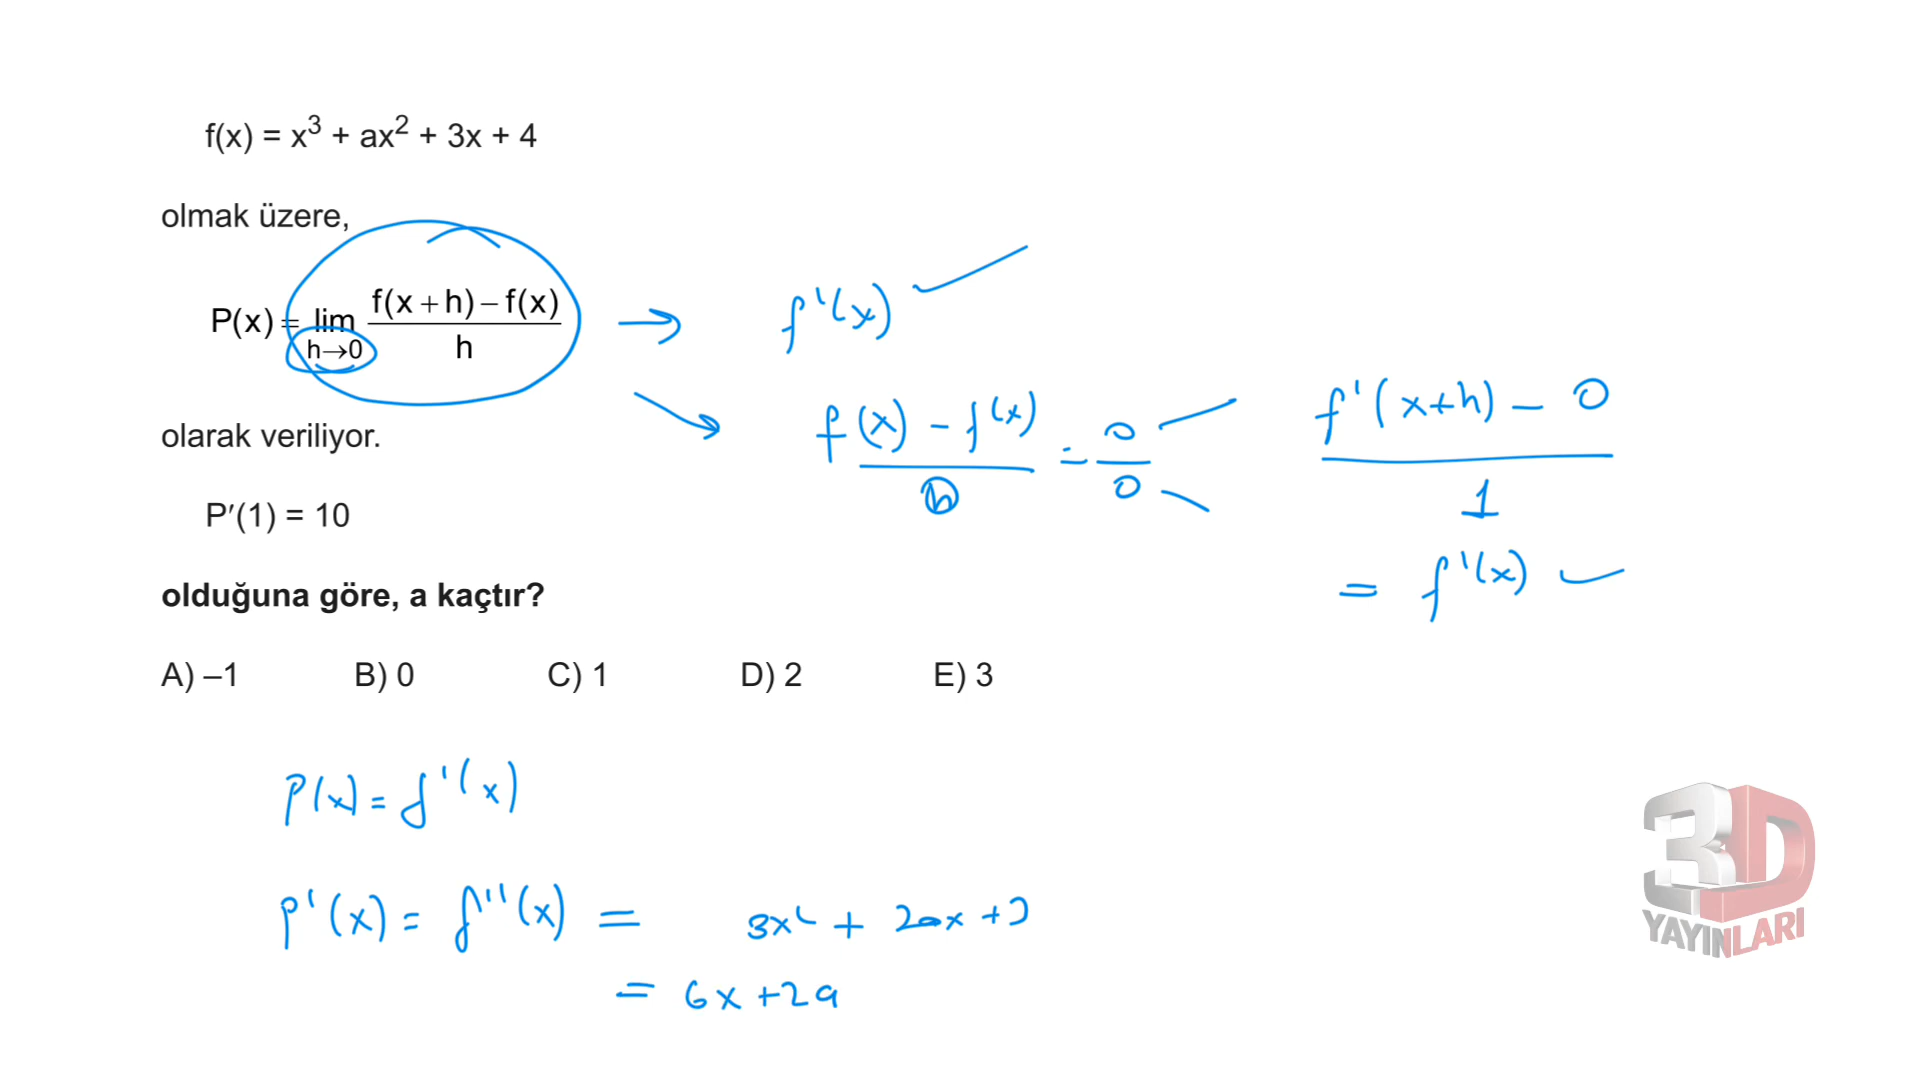 f(x) = x³ + ax² + 3x + 4
olmak üzere,
P(x) = lim h→0 f(x+h) – f(x) / h → f'(x)
f(x) – f(x) / h = 0 / 0
f'(x+h) – 0 / 1
= f'(x)
olarak veriliyor.
P′(1) = 10
olduğuna göre, a kaçtır?
A) –1 B) 0 C) 1 D) 2 E) 3
P(x) = f'(x)
P'(x) = f''(x) = 3x² + 2ax + 3
= 6x + 2a
3D
YAYINLARI